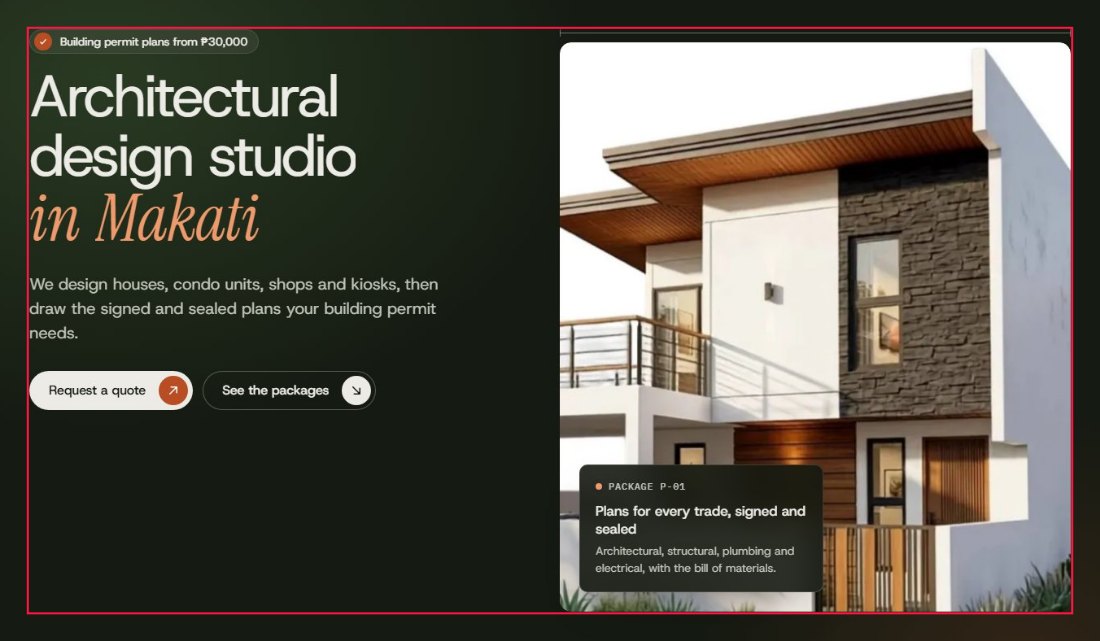 Building permit plans from ₱30,000
Architectural
design studio
in Makati
We design houses, condo units, shops and kiosks, then
draw the signed and sealed plans your building permit
needs.
Request a quote
See the packages
PACKAGE P-01
Plans for every trade, signed and
sealed
Architectural, structural, plumbing and
electrical, with the bill of materials.